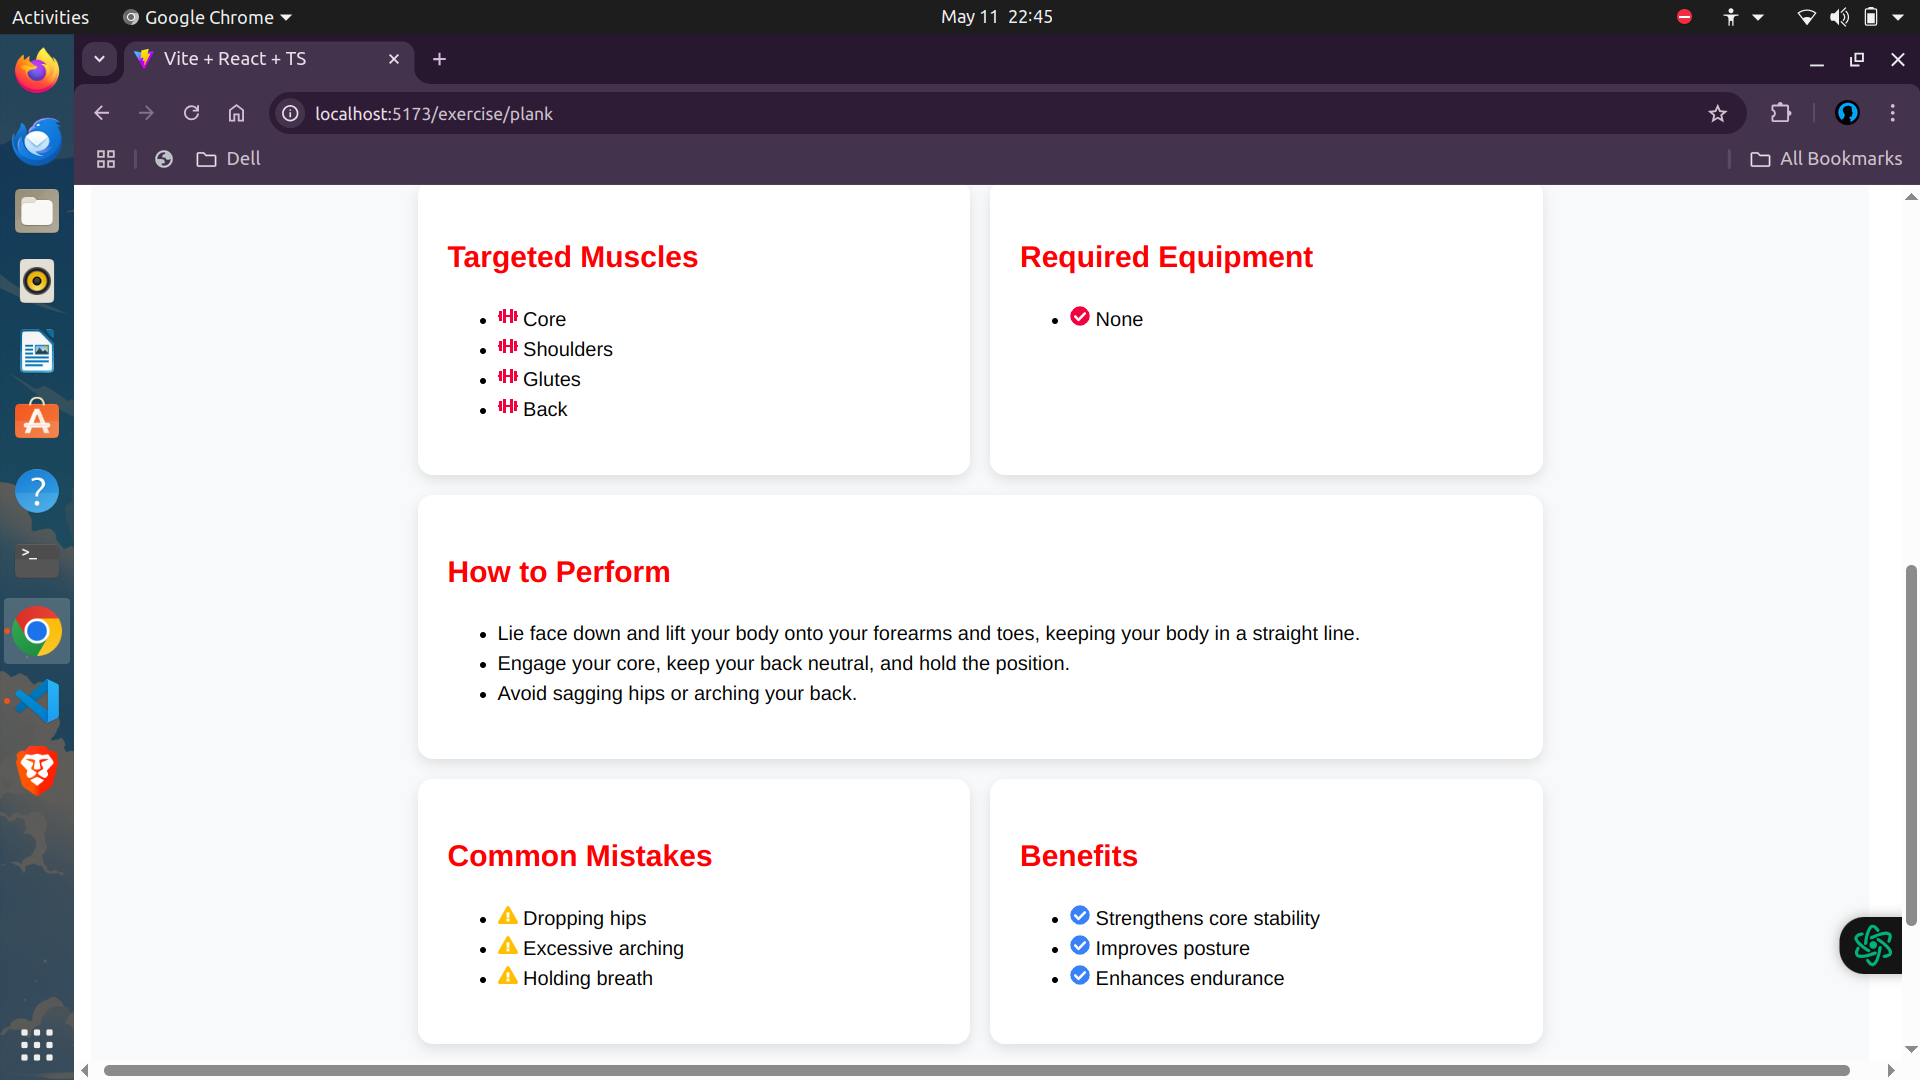 Activities
Google Chrome
May 11 22:45
Vite + React + TS
localhost:5173/exercise/plank
Dell
All Bookmarks
Targeted Muscles
Core
Shoulders
Glutes
Back
Required Equipment
None
How to Perform
Lie face down and lift your body onto your forearms and toes, keeping your body in a straight line.
Engage your core, keep your back neutral, and hold the position.
Avoid sagging hips or arching your back.
Common Mistakes
Dropping hips
Excessive arching
Holding breath
Benefits
Strengthens core stability
Improves posture
Enhances endurance